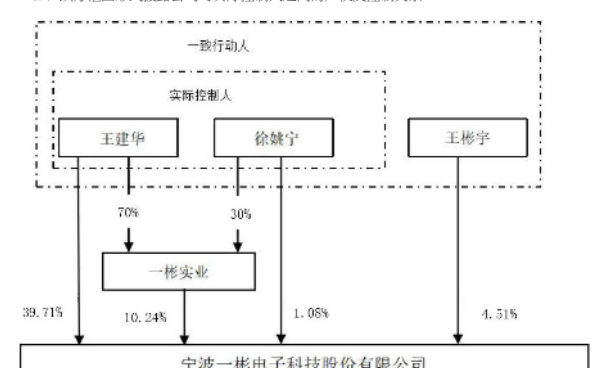 一致行动人
实际控制人
王建华
徐姚宁
王彬宇
70%
30%
一彬实业
39.71%
10.24%
1.08%
4.51%
宁波一彬电子科技股份有限公司